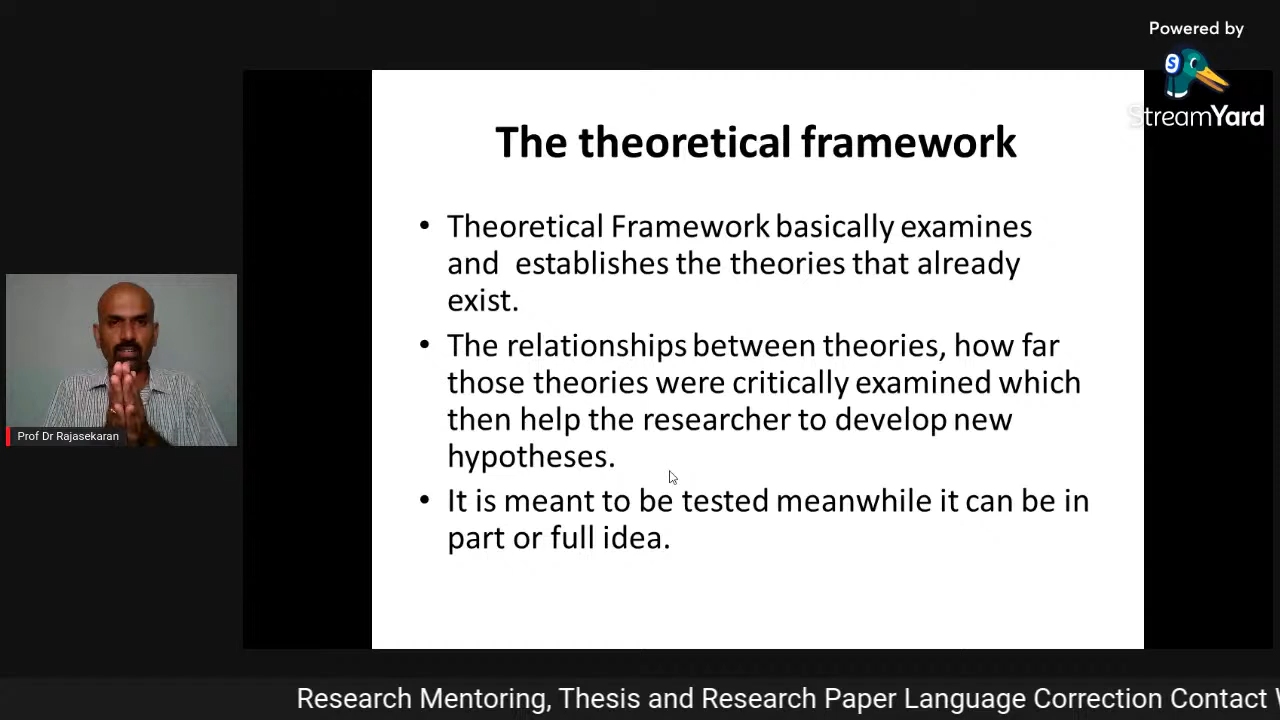 Powered by
S
StreamYard
The theoretical framework
• Theoretical Framework basically examines
and establishes the theories that already
exist.
• The relationships between theories, how far
those theories were critically examined which
then help the researcher to develop new
hypotheses.
• It is meant to be tested meanwhile it can be in
part or full idea.
Prof Dr Rajasekaran
Research Mentoring, Thesis and Research Paper Language Correction Contact